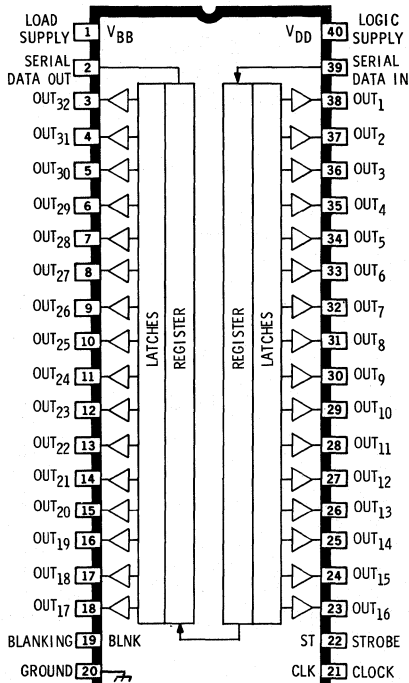 LOAD SUPPLY 1 VBB VDD 40 LOGIC SUPPLY
SERIAL DATA OUT 2 39 SERIAL DATA IN
OUT32 3 38 OUT1
OUT31 4 37 OUT2
OUT30 5 36 OUT3
OUT29 6 35 OUT4
OUT28 7 34 OUT5
OUT27 8 33 OUT6
OUT26 9 32 OUT7
OUT25 10 31 OUT8
OUT24 11 30 OUT9
OUT23 12 29 OUT10
OUT22 13 28 OUT11
OUT21 14 27 OUT12
OUT20 15 26 OUT13
OUT19 16 25 OUT14
OUT18 17 24 OUT15
OUT17 18 23 OUT16
BLANKING 19 BLNK ST 22 STROBE
GROUND 20 CLK 21 CLOCK
LATCHES
REGISTER
REGISTER
LATCHES